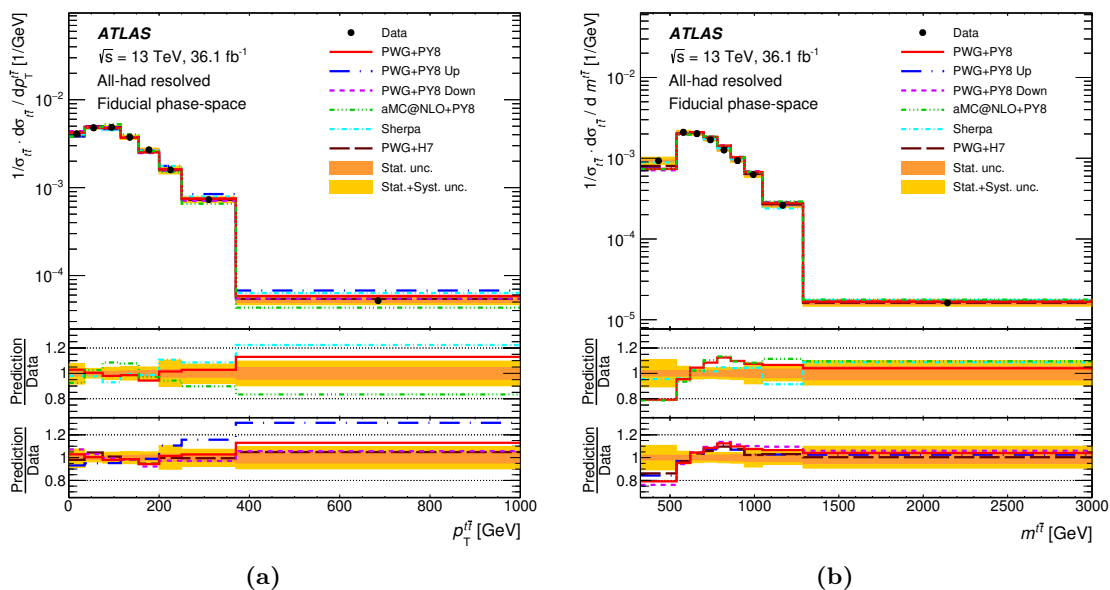 ATLAS
√s = 13 TeV, 36.1 fb⁻¹
All-had resolved
Fiducial phase-space
Data
PWG+PY8
PWG+PY8 Up
PWG+PY8 Down
aMC@NLO+PY8
Sherpa
PWG+H7
Stat. unc.
Stat.+Syst. unc.
1/σ_tt̄ · dσ_tt̄ / dp_T^tt̄ [1/GeV]
10⁻²
10⁻³
10⁻⁴
Prediction
Data
1.2
1
0.8
Prediction
Data
1.2
1
0.8
0 200 400 600 800 1000
p_T^tt̄ [GeV]
(a)
ATLAS
√s = 13 TeV, 36.1 fb⁻¹
All-had resolved
Fiducial phase-space
Data
PWG+PY8
PWG+PY8 Up
PWG+PY8 Down
aMC@NLO+PY8
Sherpa
PWG+H7
Stat. unc.
Stat.+Syst. unc.
1/σ_tt̄ · dσ_tt̄ / d m^tt̄ [1/GeV]
10⁻¹
10⁻²
10⁻³
10⁻⁴
10⁻⁵
Prediction
Data
1.2
1
0.8
Prediction
Data
1.2
1
0.8
500 1000 1500 2000 2500 3000
m^tt̄ [GeV]
(b)